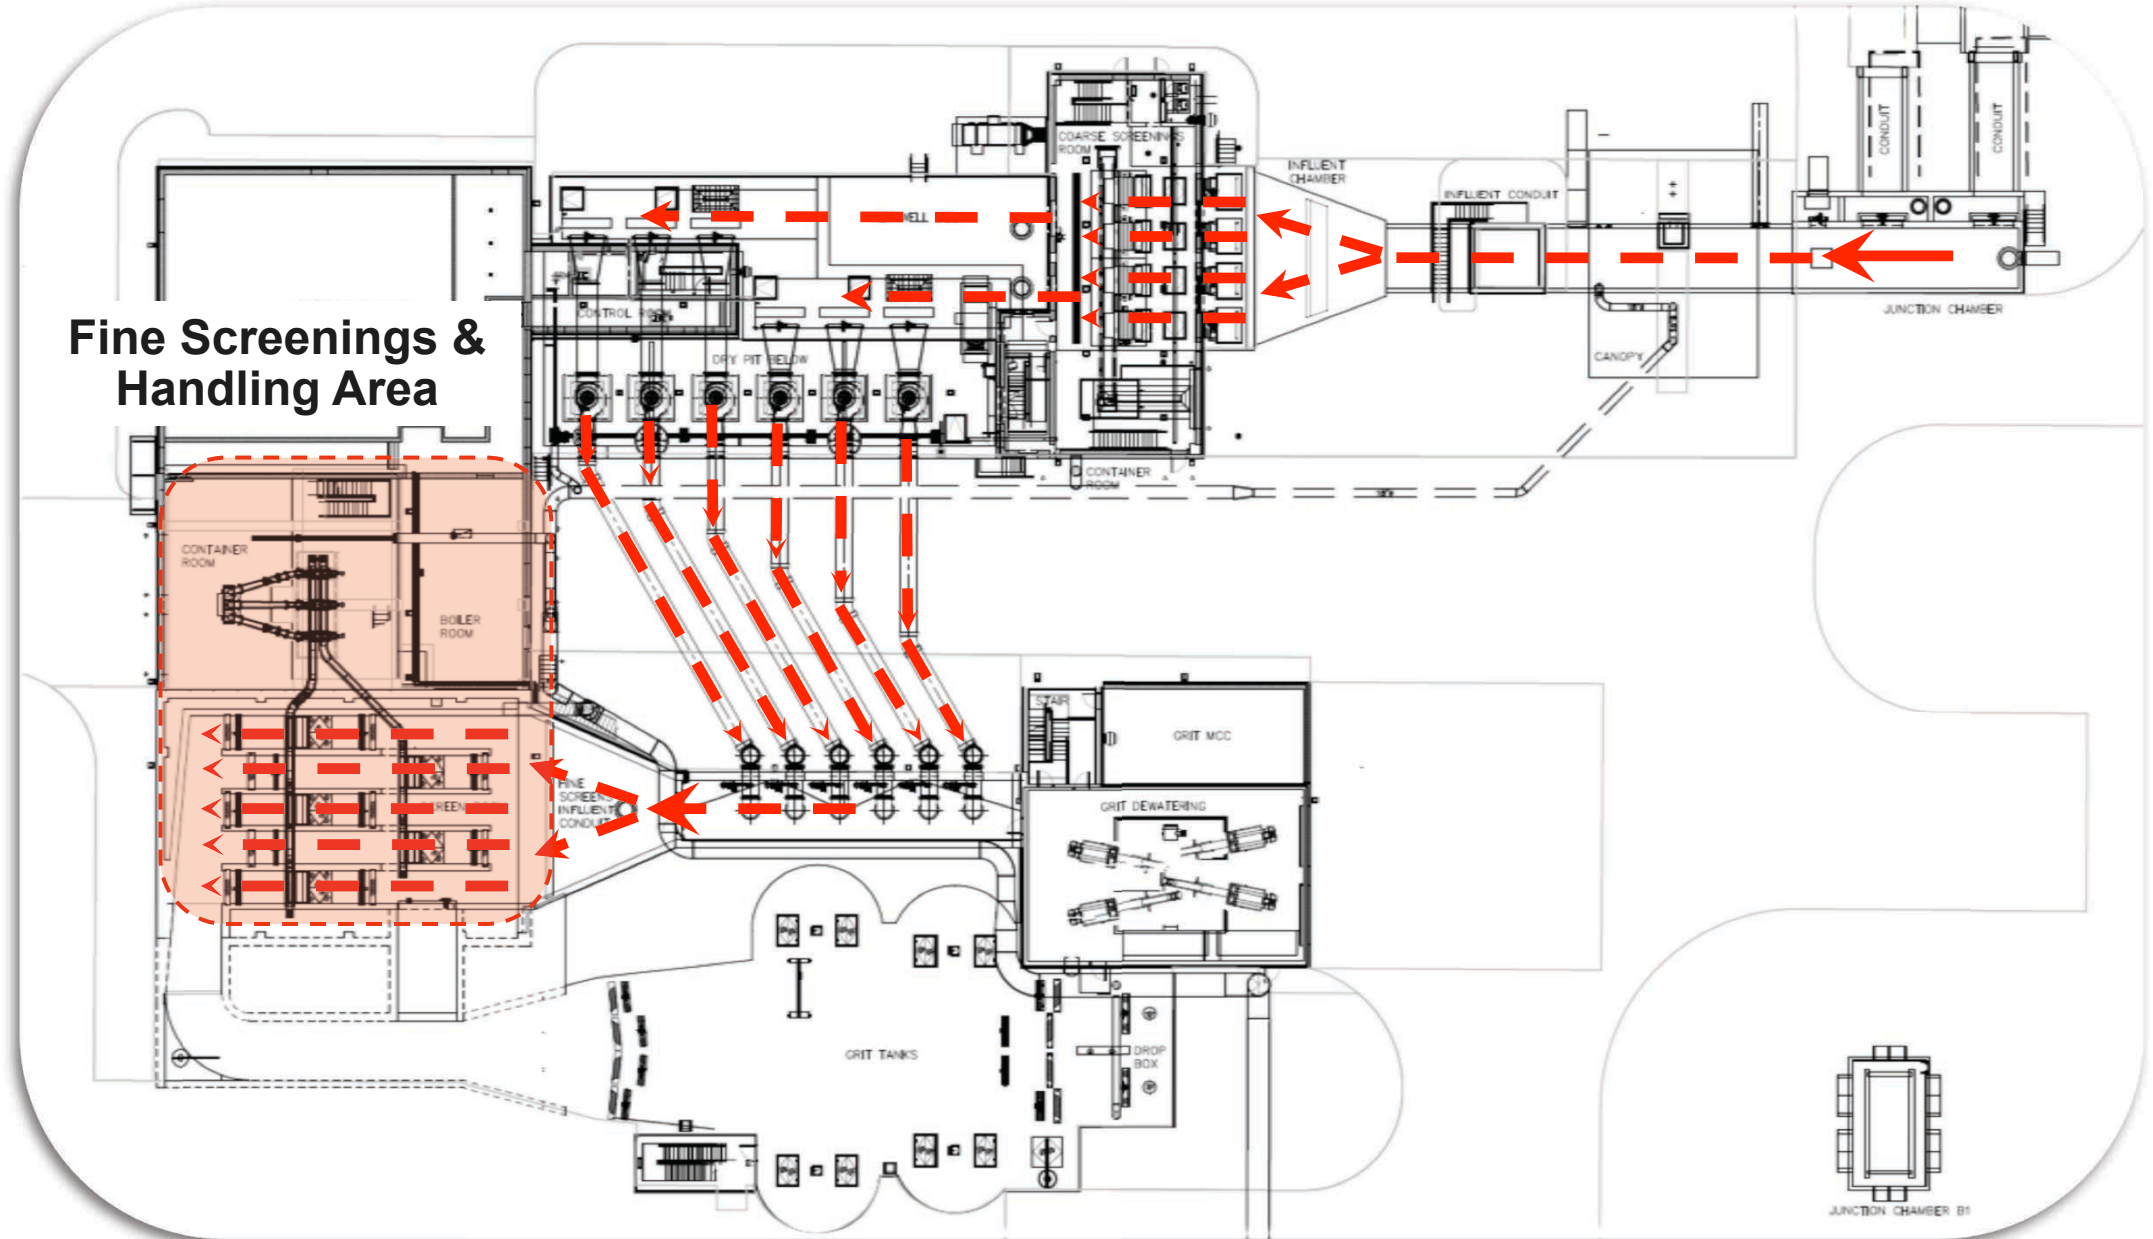 CONDUIT
CONDUIT
COARSE SCREENINGS
ROOM
INFLUENT
CHAMBER
INFLUENT CONDUIT
JUNCTION CHAMBER
CANOPY
CONTROL ROOM
DRY PIT BELOW
Fine Screenings &
Handling Area
CONTAINER
ROOM
CONTAINER
ROOM
BOILER
ROOM
STAIR
GRIT MCC
FINE
SCREENS
INFLUENT
CONDUIT
GRIT DEWATERING
GRIT TANKS
DROP
BOX
JUNCTION CHAMBER B1